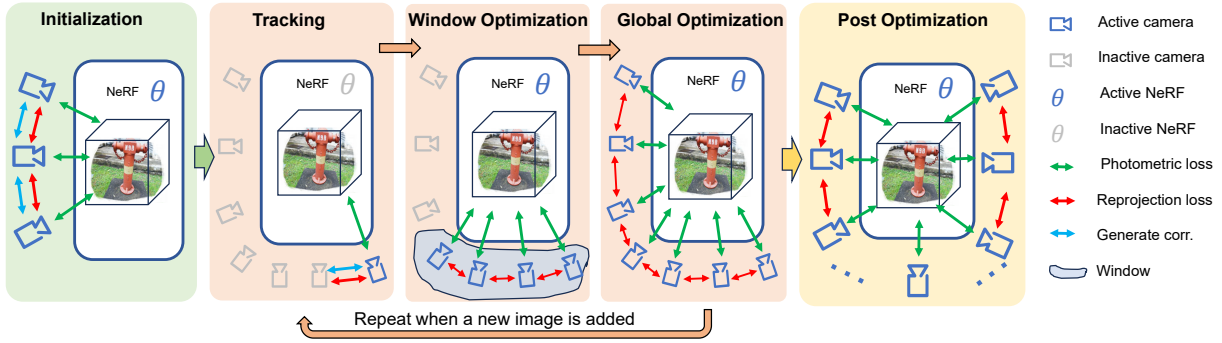 Initialization
Tracking
Window Optimization
Global Optimization
Post Optimization
NeRF θ
NeRF θ
NeRF θ
NeRF θ
NeRF θ
Active camera
Inactive camera
θ Active NeRF
θ Inactive NeRF
Photometric loss
Reprojection loss
Generate corr.
Window
Repeat when a new image is added